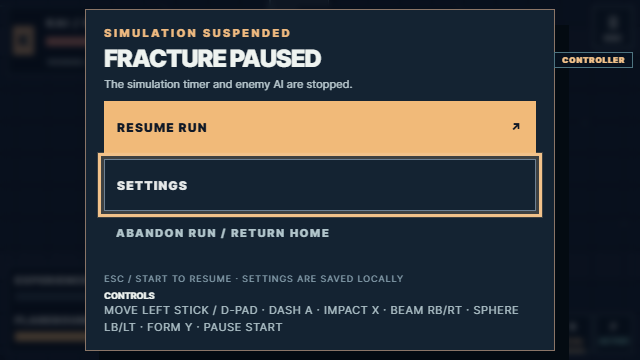 SIMULATION SUSPENDED
FRACTURE PAUSED
The simulation timer and enemy AI are stopped.
CONTROLLER
RESUME RUN
SETTINGS
ABANDON RUN / RETURN HOME
ESC / START TO RESUME · SETTINGS ARE SAVED LOCALLY
CONTROLS
MOVE LEFT STICK / D-PAD · DASH A · IMPACT X · BEAM RB/RT · SPHERE
LB/LT · FORM Y · PAUSE START